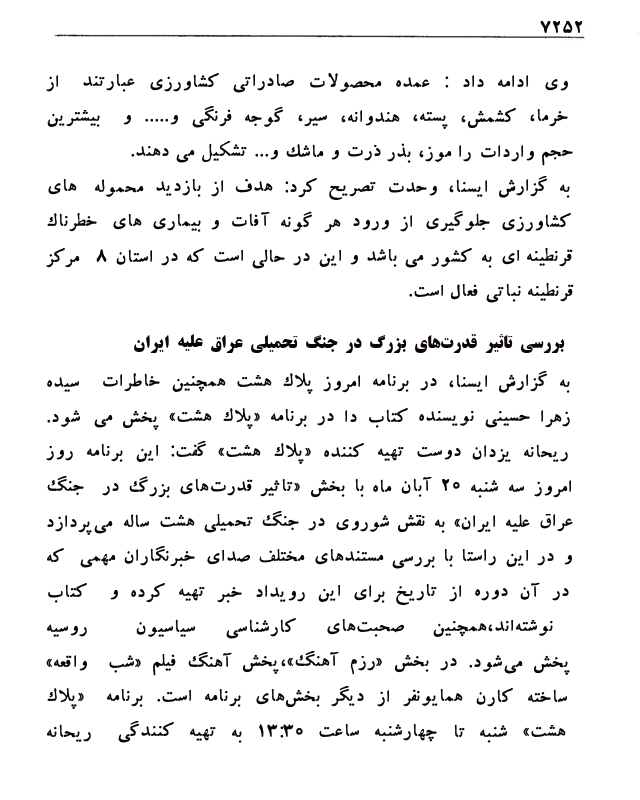 ۷۲۵۲
وی ادامه داد : عمده محصولات صادراتی کشاورزی عبارتند از
خرما، کشمش، پسته، هندوانه، سیر، گوجه فرنگی و..... و بیشترین
حجم واردات را موز، بذر ذرت و ماشك و... تشکیل می دهند.
به گزارش ایسنا، وحدت تصریح کرد: هدف از بازدید محموله های
کشاورزی جلوگیری از ورود هر گونه آفات و بیماری های خطرناك
قرنطینه ای به کشور می باشد و این در حالی است که در استان ۸ مرکز
قرنطینه نباتی فعال است.
بررسی تاثیر قدرت‌های بزرگ در جنگ تحمیلی عراق علیه ایران
به گزارش ایسنا، در برنامه امروز پلاك هشت همچنین خاطرات سیده
زهرا حسینی نویسنده کتاب دا در برنامه «پلاك هشت» پخش می شود.
ریحانه یزدان دوست تهیه کننده «پلاك هشت» گفت: این برنامه روز
امروز سه شنبه ۲۰ آبان ماه با بخش «تاثیر قدرت‌های بزرگ در جنگ
عراق علیه ایران» به نقش شوروی در جنگ تحمیلی هشت ساله می‌پردازد
و در این راستا با بررسی مستندهای مختلف صدای خبرنگاران مهمی که
در آن دوره از تاریخ برای این رویداد خبر تهیه کرده و کتاب
نوشته‌اند،همچنین صحبت‌های کارشناسی سیاسیون روسیه
پخش می‌شود. در بخش «رزم آهنگ»،پخش آهنگ فیلم «شب واقعه»
ساخته کارن همایونفر از دیگر بخش‌های برنامه است. برنامه «پلاك
هشت» شنبه تا چهارشنبه ساعت ۱۳:۳۰ به تهیه کنندگی ریحانه